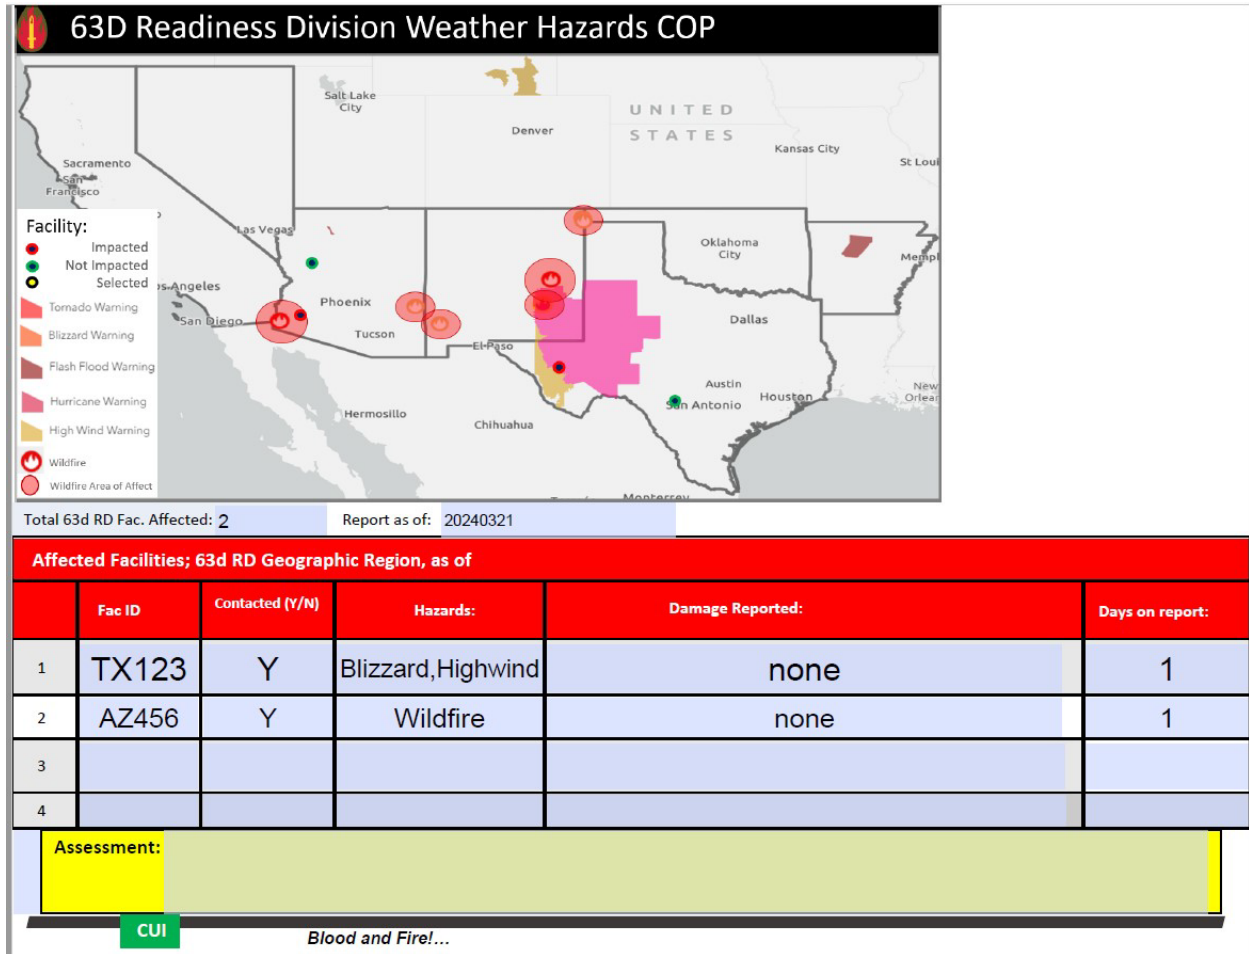 63D Readiness Division Weather Hazards COP
Salt Lake
City
UNITED
STATES
Denver
Kansas City
St Loui
Sacramento
San
Francisco
Las Vegas
Oklahoma
City
Memph
os Angeles
Phoenix
San Diego
Tucson
El Paso
Dallas
Austin
Houston
San Antonio
New
Orlear
Hermosillo
Chihuahua
Monterrey
Facility:
Impacted
Not Impacted
Selected
Tornado Warning
Blizzard Warning
Flash Flood Warning
Hurricane Warning
High Wind Warning
Wildfire
Wildfire Area of Affect
Total 63d RD Fac. Affected: 2 Report as of: 20240321
Affected Facilities; 63d RD Geographic Region, as of
Fac ID Contacted (Y/N) Hazards: Damage Reported: Days on report:
1 TX123 Y Blizzard,Highwind none 1
2 AZ456 Y Wildfire none 1
3
4
Assessment:
CUI
Blood and Fire!...